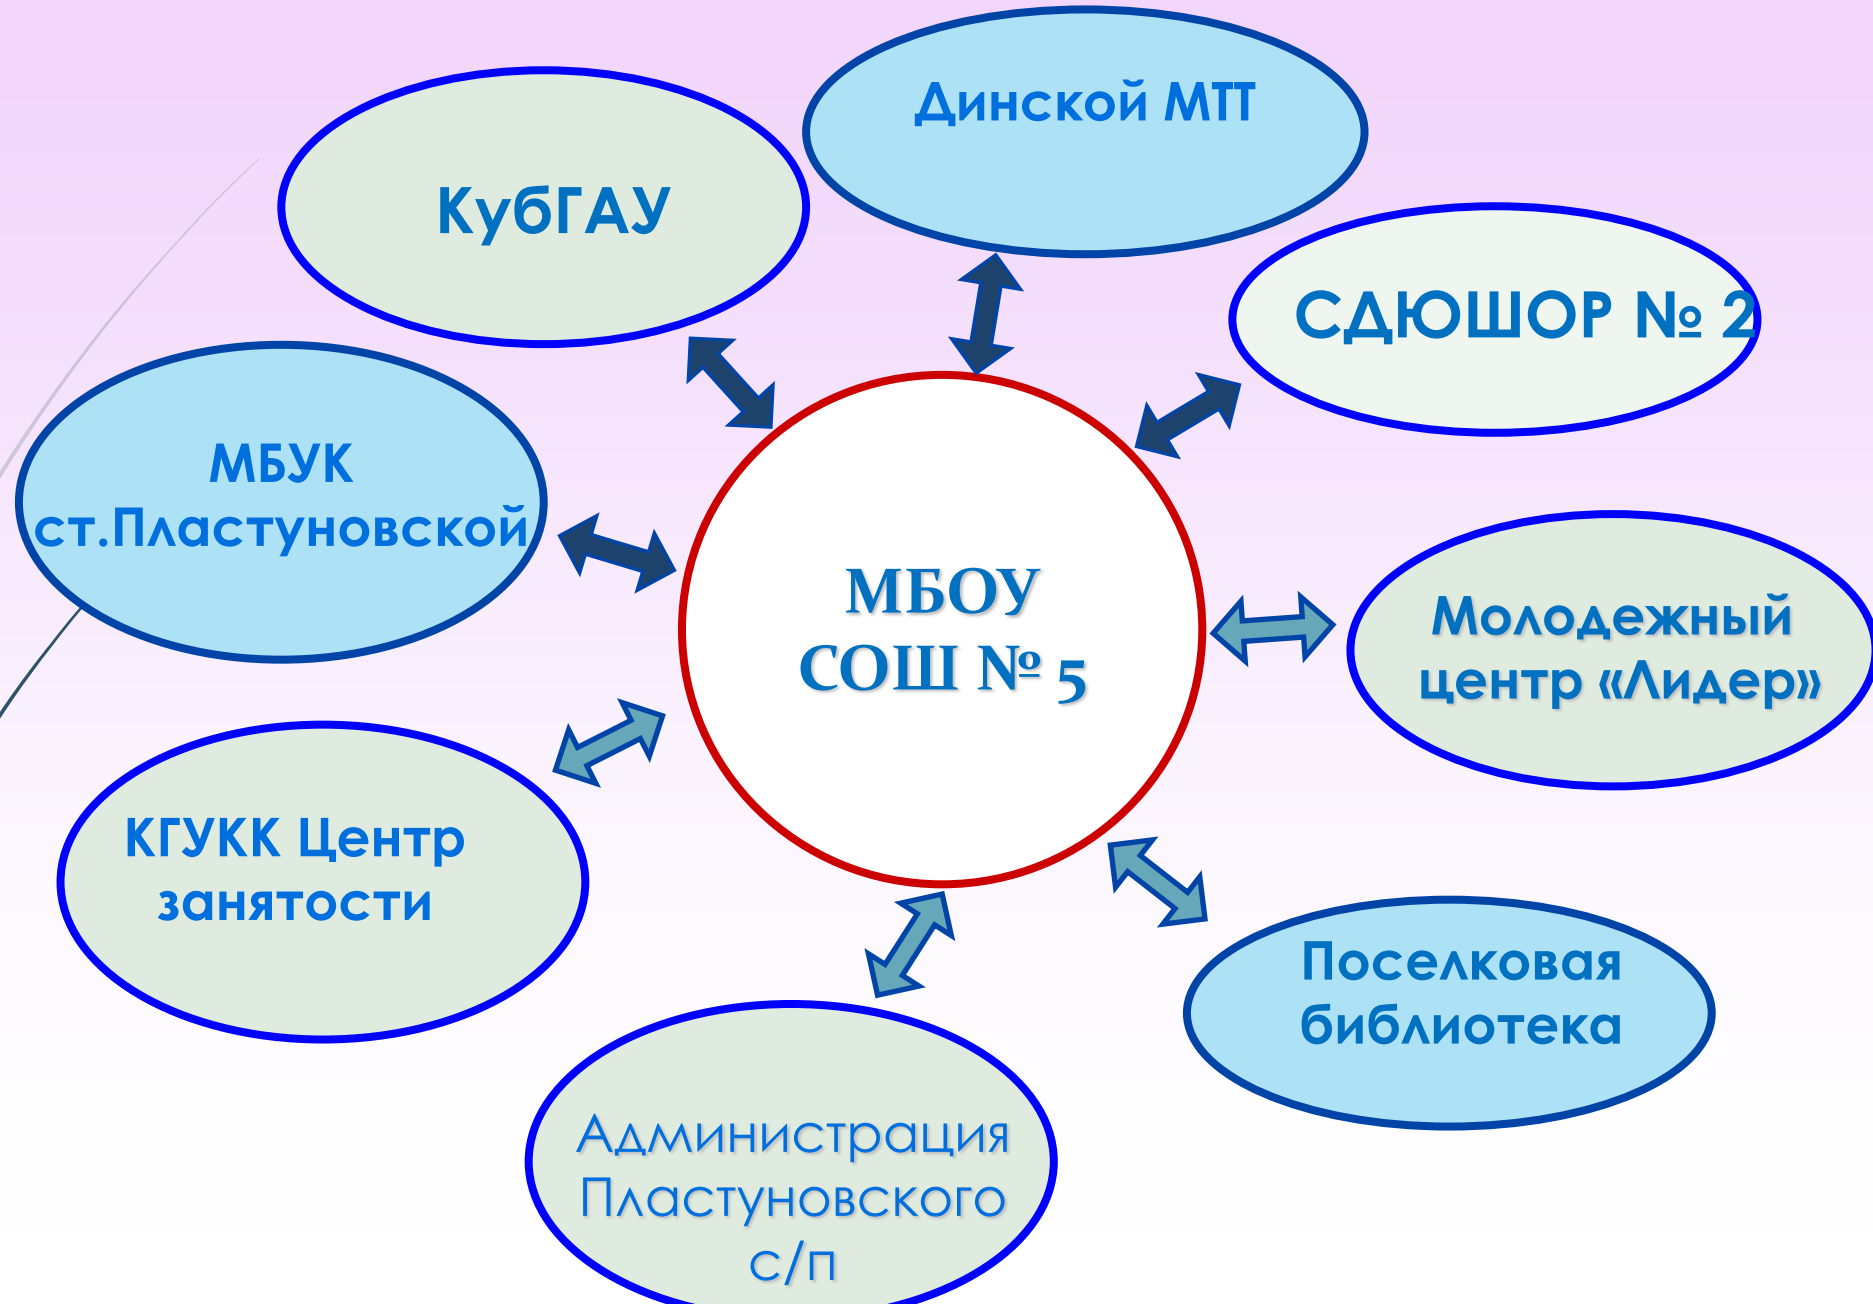 Динской МТТ
КубГАУ
СДЮШОР № 2
МБУК
ст.Пластуновской
МБОУ
СОШ № 5
Молодежный
центр «Лидер»
КГУКК Центр
занятости
Поселковая
библиотека
Администрация
Пластуновского
с/п